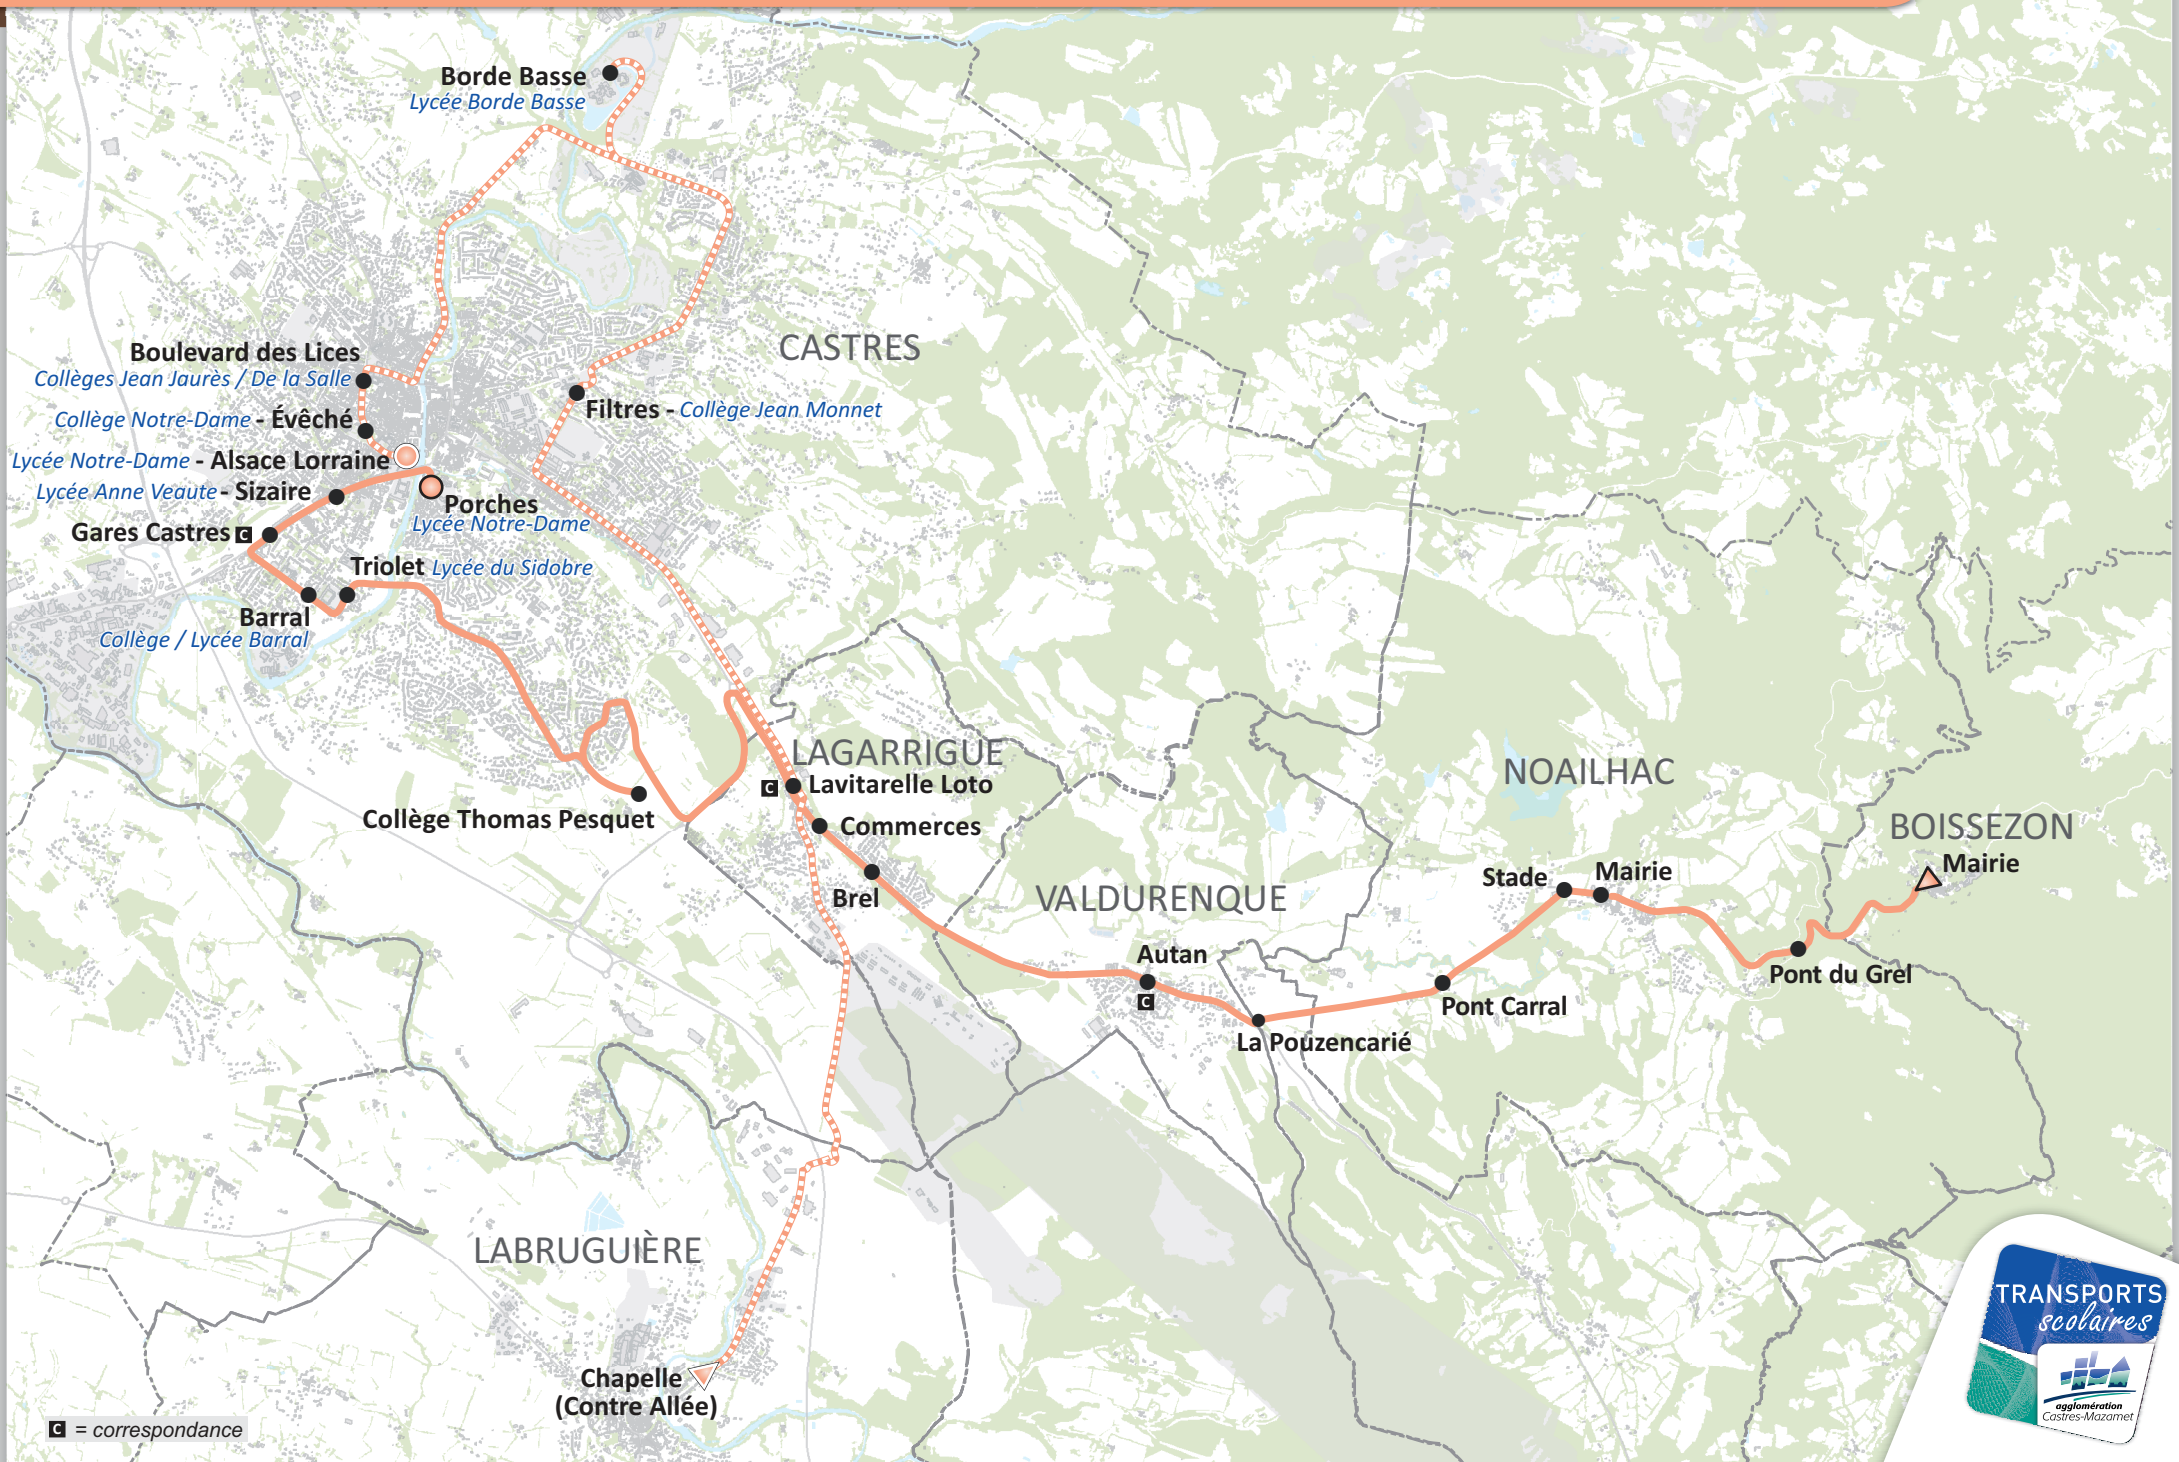 Borde Basse
Lycée Borde Basse
CASTRES
Boulevard des Lices
Collèges Jean Jaurès / De la Salle
Filtres - Collège Jean Monnet
Collège Notre-Dame - Évêché
Lycée Notre-Dame - Alsace Lorraine
Lycée Anne Veaute - Sizaire
Porches
Lycée Notre-Dame
Gares Castres C
Triolet Lycée du Sidobre
Barral
Collège / Lycée Barral
LAGARRIGUE
C Lavitarelle Loto
Collège Thomas Pesquet
Commerces
Brel
NOAILHAC
BOISSEZON
Mairie
Stade
Mairie
VALDURENQUE
Autan
C
Pont du Grel
Pont Carral
La Pouzencarié
LABRUGUIÈRE
Chapelle
(Contre Allée)
C = correspondance
TRANSPORTS
scolaires
agglomération
Castres-Mazamet